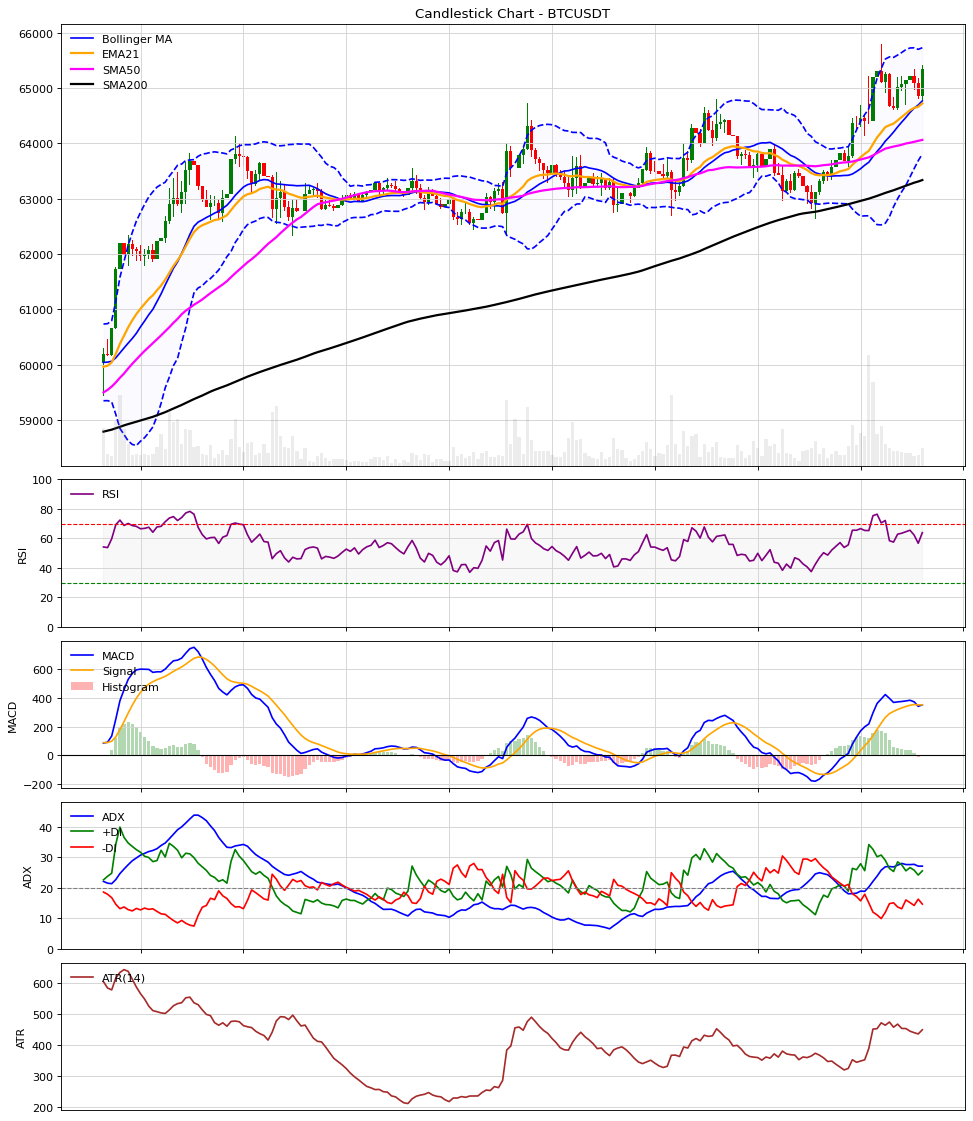 Candlestick Chart - BTCUSDT
66000
65000
64000
63000
62000
61000
60000
59000
Bollinger MA
EMA21
SMA50
SMA200
RSI
100
80
60
40
20
0
RSI
MACD
600
400
200
0
−200
MACD
Signal
Histogram
ADX
40
30
20
10
0
ADX
+DI
-DI
ATR
600
500
400
300
200
ATR(14)